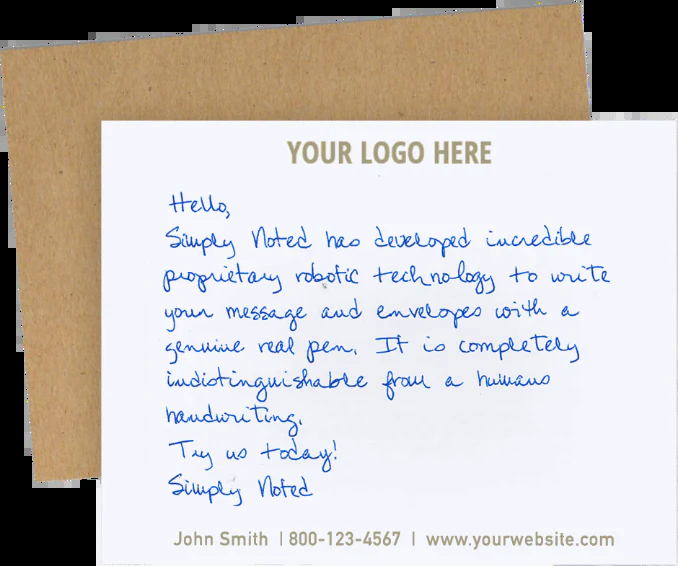 YOUR LOGO HERE
Hello,
Simply Noted has developed incredible
proprietary robotic technology to write
your message and envelopes with a
genuine real pen. It is completely
indistinguishable from a humans
handwriting.
Try us today!
Simply Noted
John Smith | 800-123-4567 | www.yourwebsite.com